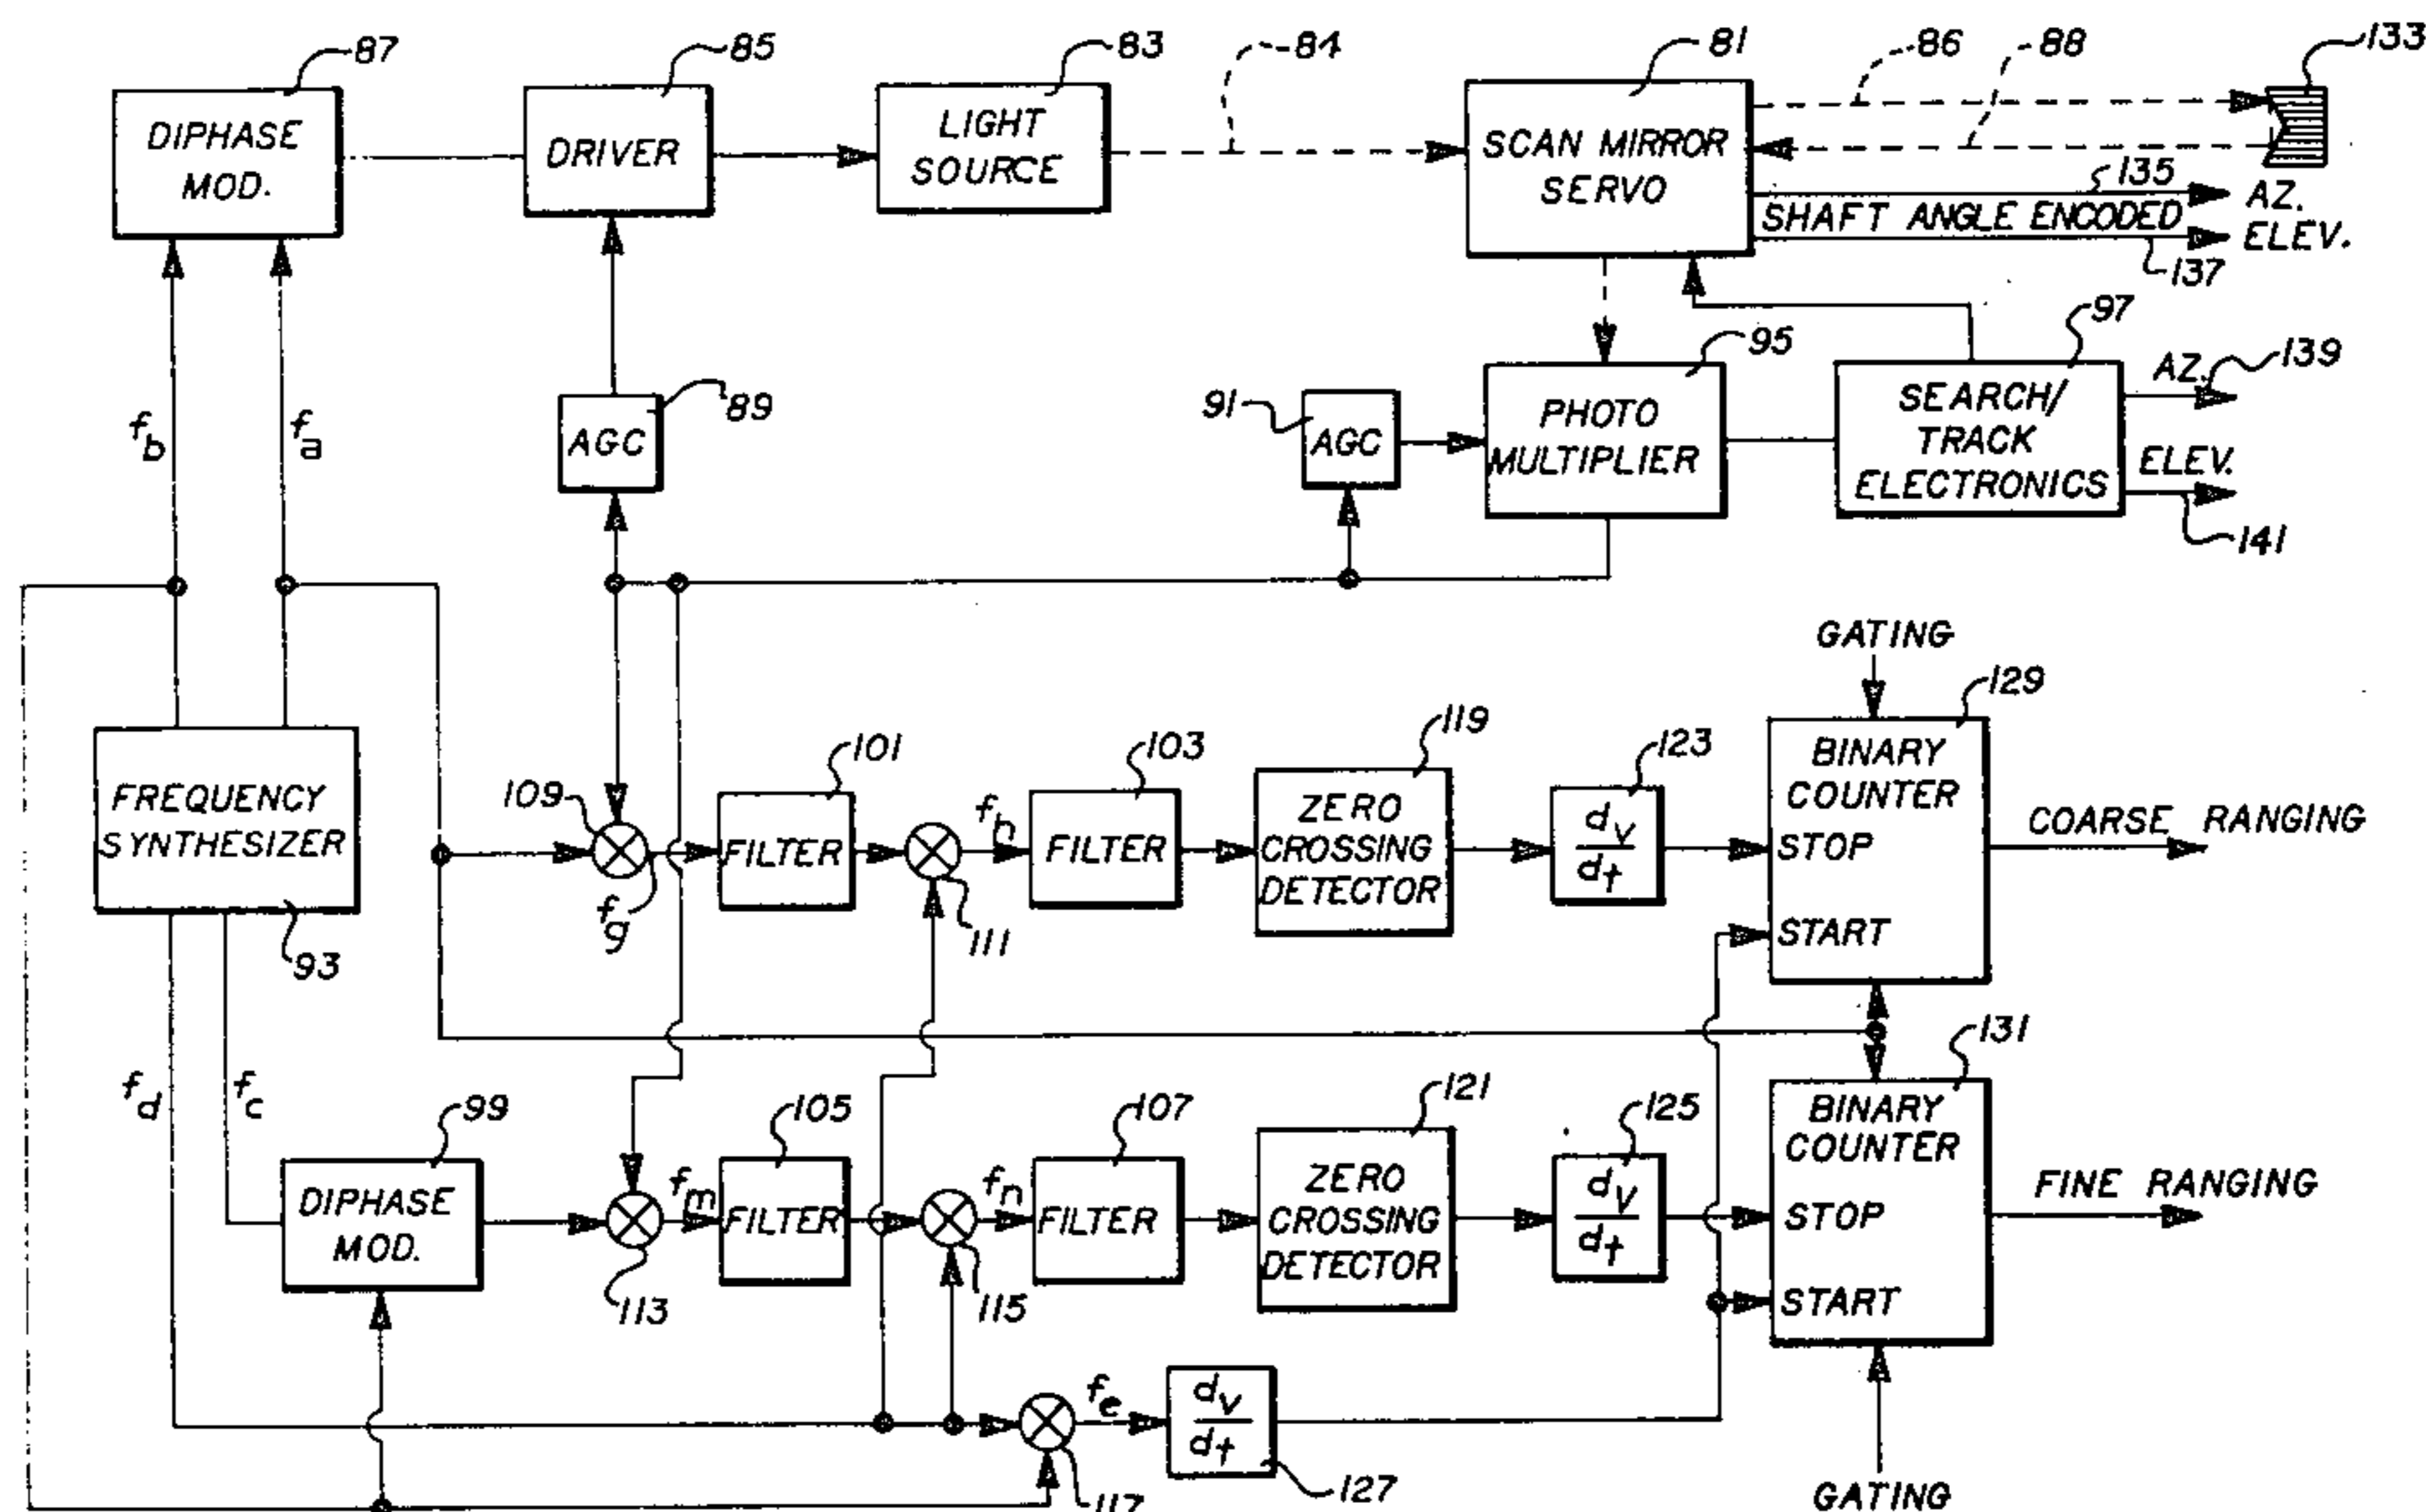 87
85
83
84
81
86
88
133
DIPHASE
MOD.
DRIVER
LIGHT
SOURCE
SCAN MIRROR
SERVO
135
AZ.
SHAFT ANGLE ENCODED
ELEV.
137
97
95
139
AZ.
89
91
AGC
AGC
PHOTO
MULTIPLIER
SEARCH/
TRACK
ELECTRONICS
ELEV.
141
fb
fa
GATING
129
119
123
101
103
109
FREQUENCY
SYNTHESIZER
93
fg
FILTER
fh
111
FILTER
ZERO
CROSSING
DETECTOR
dv
dt
BINARY
COUNTER
STOP
START
COARSE RANGING
131
fd
fc
99
105
107
121
125
DIPHASE
MOD.
fm
113
FILTER
fn
115
FILTER
ZERO
CROSSING
DETECTOR
dv
dt
BINARY
COUNTER
STOP
START
FINE RANGING
fe
117
dv
dt
127
GATING